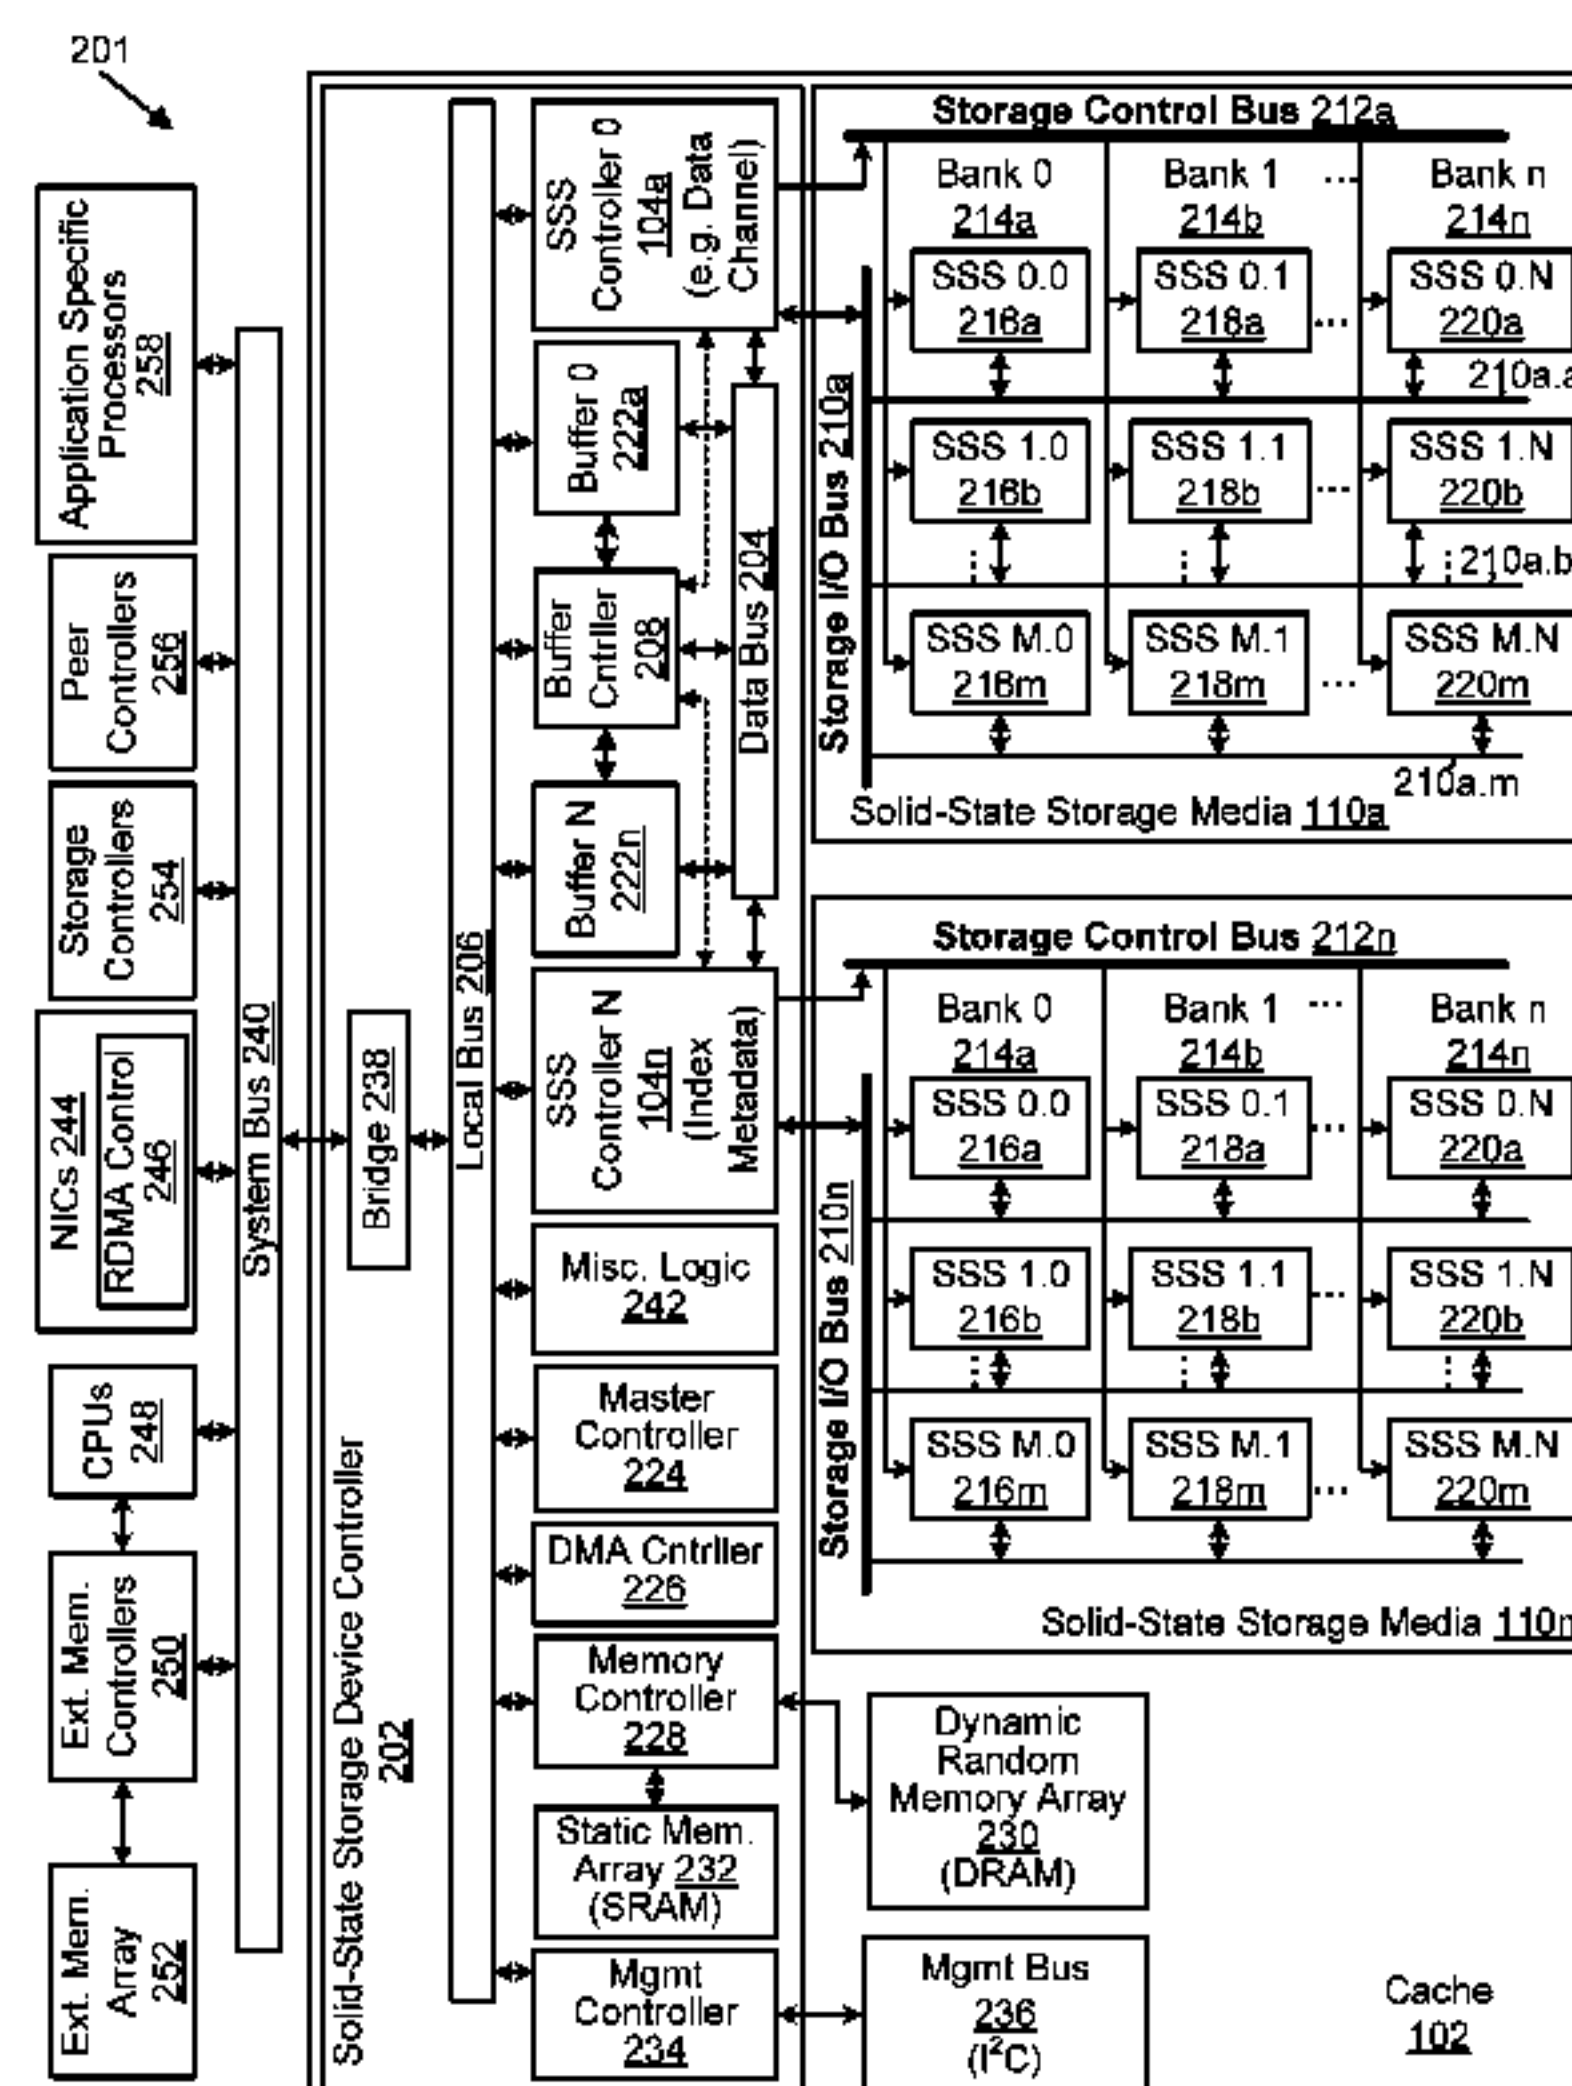 201
Application Specific
Processors
258
Peer
Controllers
256
Storage
Controllers
254
NICs 244
RDMA Control
246
CPUs
248
Ext. Mem.
Controllers
250
Ext. Mem.
Array
252
System Bus 240
Bridge 238
Solid-State Storage Device Controller
202
Local Bus 206
SSS
Controller 0
104a
(e.g. Data
Channel)
Buffer 0
222a
Buffer
Cntrller
208
Buffer N
222n
Data Bus 204
SSS
Controller N
104n
(Index
Metadata)
Misc. Logic
242
Master
Controller
224
DMA Cntrller
226
Memory
Controller
228
Static Mem.
Array 232
(SRAM)
Mgmt
Controller
234
Storage Control Bus 212a
Bank 0 Bank 1 ... Bank n
214a 214b 214n
SSS 0.0 SSS 0.1 SSS 0.N
216a 218a ... 220a
210a.a
Storage I/O Bus 210a
SSS 1.0 SSS 1.1 SSS 1.N
216b 218b ... 220b
210a.b
SSS M.0 SSS M.1 SSS M.N
216m 218m ... 220m
210a.m
Solid-State Storage Media 110a
Storage Control Bus 212n
Bank 0 Bank 1 ... Bank n
214a 214b 214n
SSS 0.0 SSS 0.1 ... SSS 0.N
216a 218a 220a
Storage I/O Bus 210n
SSS 1.0 SSS 1.1 ... SSS 1.N
216b 218b 220b
SSS M.0 SSS M.1 SSS M.N
216m 218m ... 220m
Solid-State Storage Media 110n
Dynamic
Random
Memory Array
230
(DRAM)
Mgmt Bus
236
(I²C)
Cache
102